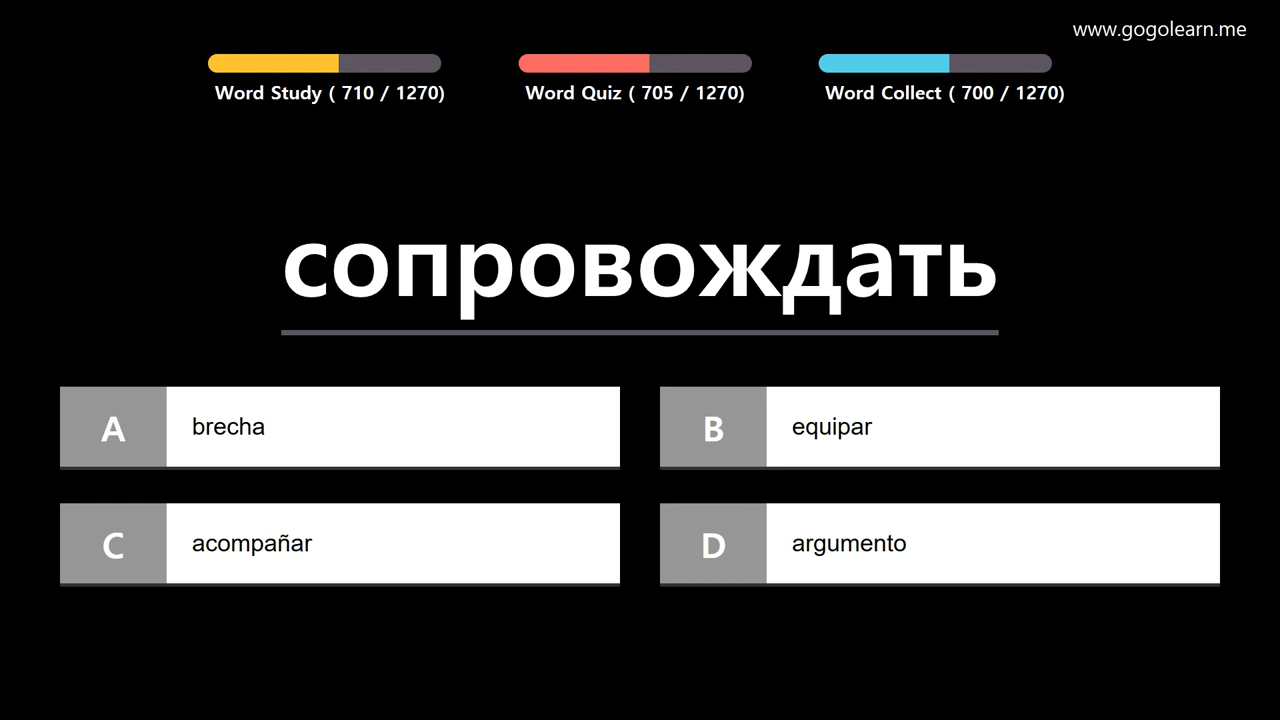 www.gogolearn.me
Word Study ( 710 / 1270)
Word Quiz ( 705 / 1270)
Word Collect ( 700 / 1270)
сопровождать
A brecha
B equipar
C acompañar
D argumento